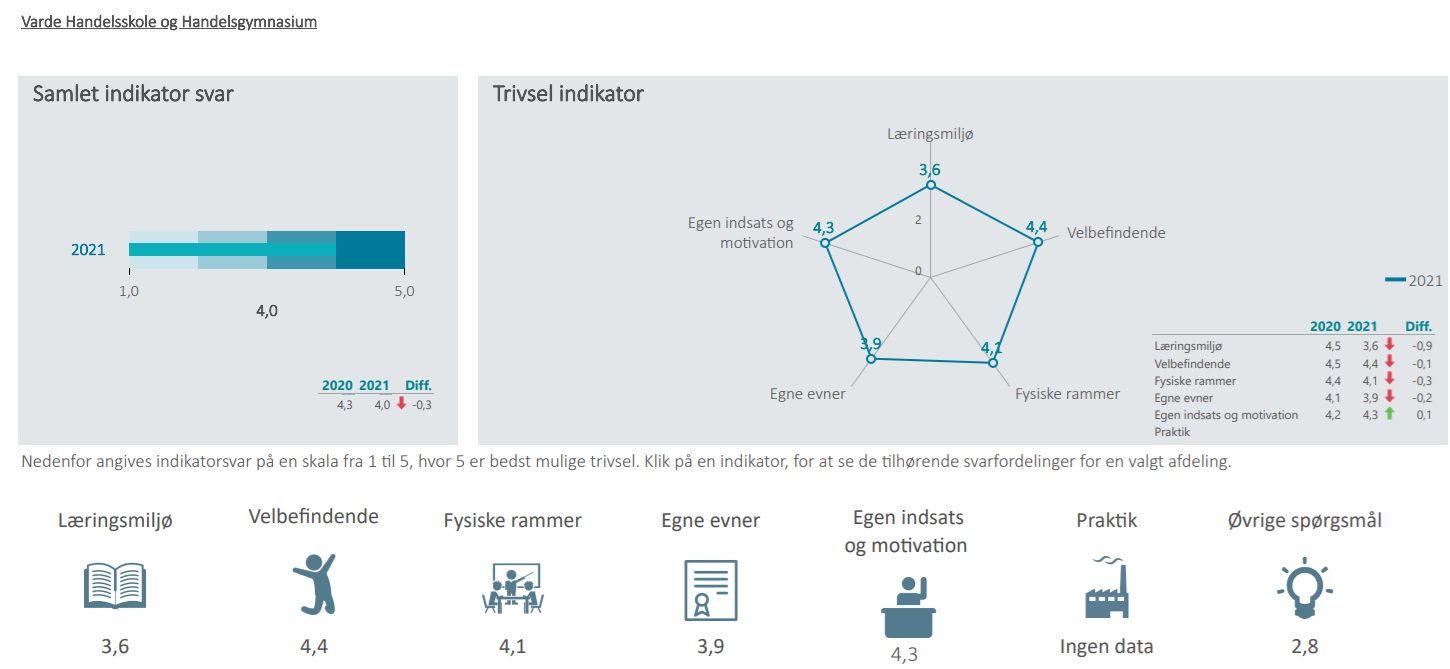 Varde Handelsskole og Handelsgymnasium
Samlet indikator svar
2021
1,0
5,0
4,0
2020 2021 Diff.
4,3 4,0 -0,3
Trivsel indikator
Læringsmiljø
3,6
Egen indsats og
motivation
4,3
2
4,4
Velbefindende
0
3,9
4,1
Egne evner
Fysiske rammer
2021
2020 2021 Diff.
Læringsmiljø 4,5 3,6 -0,9
Velbefindende 4,5 4,4 -0,1
Fysiske rammer 4,4 4,1 -0,3
Egne evner 4,1 3,9 -0,2
Egen indsats og motivation 4,2 4,3 0,1
Praktik
Nedenfor angives indikatorsvar på en skala fra 1 til 5, hvor 5 er bedst mulige trivsel. Klik på en indikator, for at se de tilhørende svarfordelinger for en valgt afdeling.
Læringsmiljø
3,6
Velbefindende
4,4
Fysiske rammer
4,1
Egne evner
3,9
Egen indsats
og motivation
4,3
Praktik
Ingen data
Øvrige spørgsmål
2,8